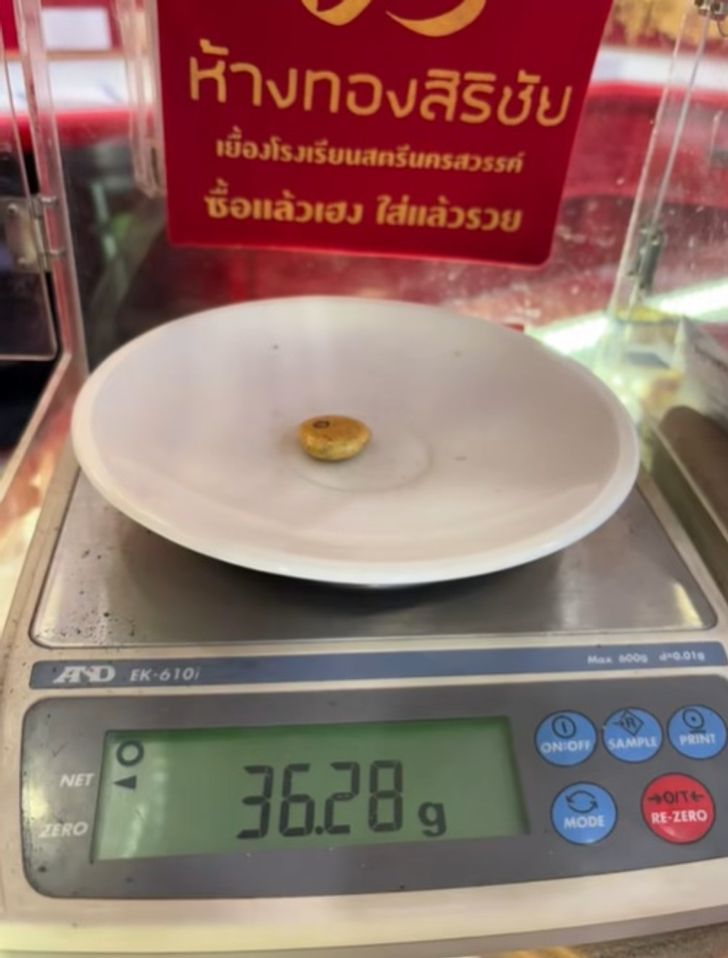 ห้างทองสิริชัย
เยื้องโรงเรียนสตรีนครสวรรค์
ซื้อแล้วเฮง ใส่แล้วรวย
AND EK-610i
Max 600g d=0.01g
NET
ZERO
36.28 g
ON:OFF
SAMPLE
PRINT
MODE
→O/T←
RE-ZERO